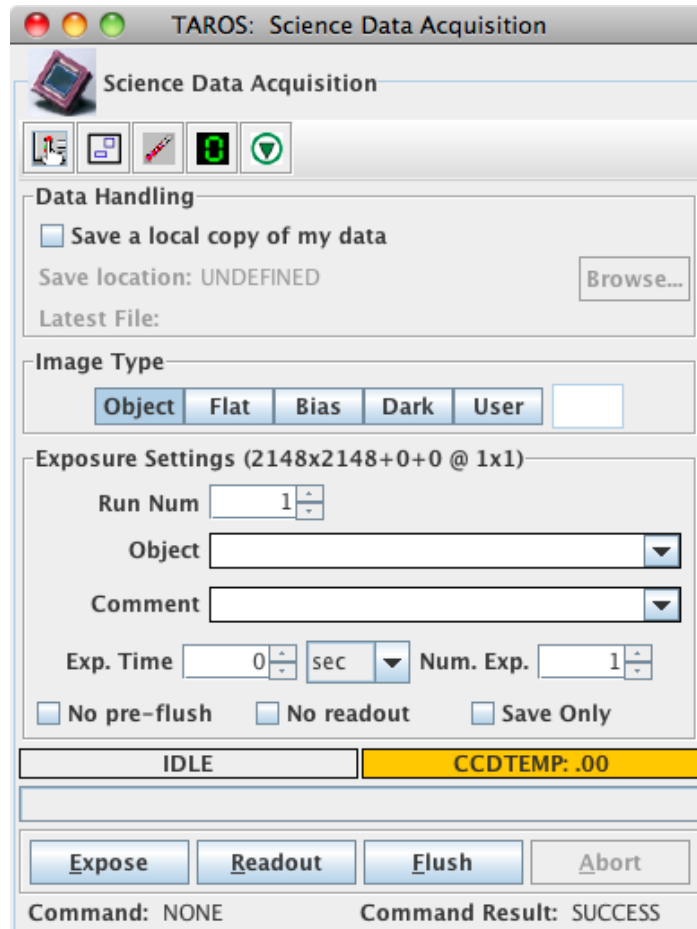 TAROS: Science Data Acquisition
Science Data Acquisition
0
Data Handling
Save a local copy of my data
Save location: UNDEFINED Browse...
Latest File:
Image Type
Object Flat Bias Dark User
Exposure Settings (2148x2148+0+0 @ 1x1)
Run Num 1
Object
Comment
Exp. Time 0 sec Num. Exp. 1
No pre-flush No readout Save Only
IDLE CCDTEMP: .00
Expose Readout Flush Abort
Command: NONE Command Result: SUCCESS